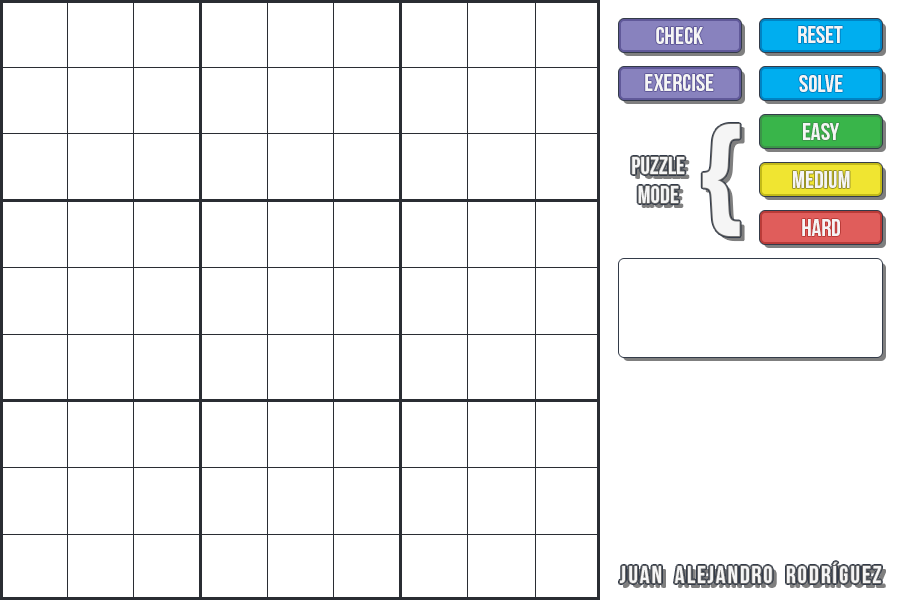 CHECK
RESET
EXERCISE
SOLVE
EASY
PUZZLE
MODE
MEDIUM
HARD
JUAN ALEJANDRO RODRÍGUEZ